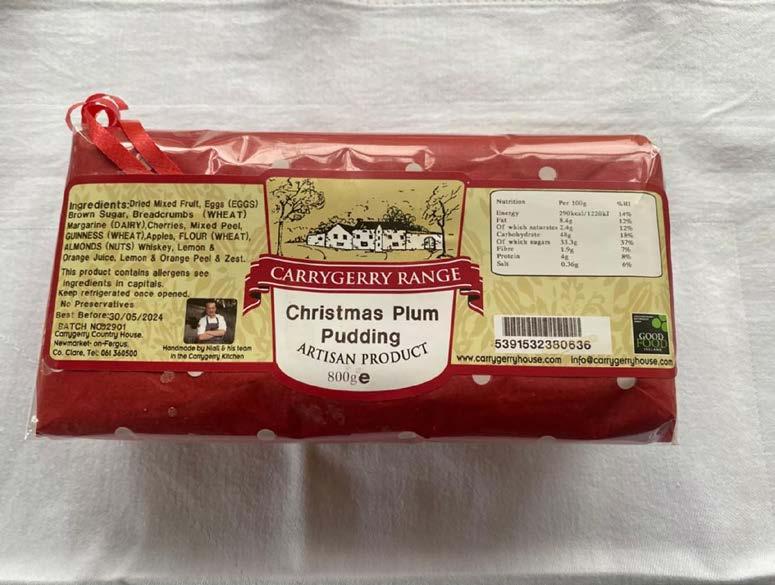 Ingredients:Dried Mixed Fruit, Eggs (EGGS)
Brown Sugar, Breadcrumbs (WHEAT)
Margarine (DAIRY),Cherries, Mixed Peel,
GUINNESS (WHEAT),Apples, FLOUR (WHEAT),
ALMONDS (NUTS) Whiskey, Lemon &
Orange Juice, Lemon & Orange Peel & Zest.
This product contains allergens see
ingredients in capitals.
Keep refrigerated once opened.
No Preservatives
Best Before:30/05/2024
BATCH NO:2901
Carrygerry Country House.
Newmarket-on-Fergus.
Co. Clare, Tel: 061 360500
Handmade by Niall & his team
in the Carrygerry Kitchen
CARRYGERRY RANGE
Christmas Plum
Pudding
ARTISAN PRODUCT
800g e
Nutrition Per 100g %RI
Energy 290kcal/1220kJ 14%
Fat 8.4g 12%
Of which saturates 2.4g 12%
Carbohydrate 48g 18%
Of which sugars 33.3g 37%
Fibre 1.9g 7%
Protein 4g 8%
Salt 0.36g 6%
5391532380636
GOOD
FOOD
IRELAND
www.carrygerryhouse.com info@carrygerryhouse.com